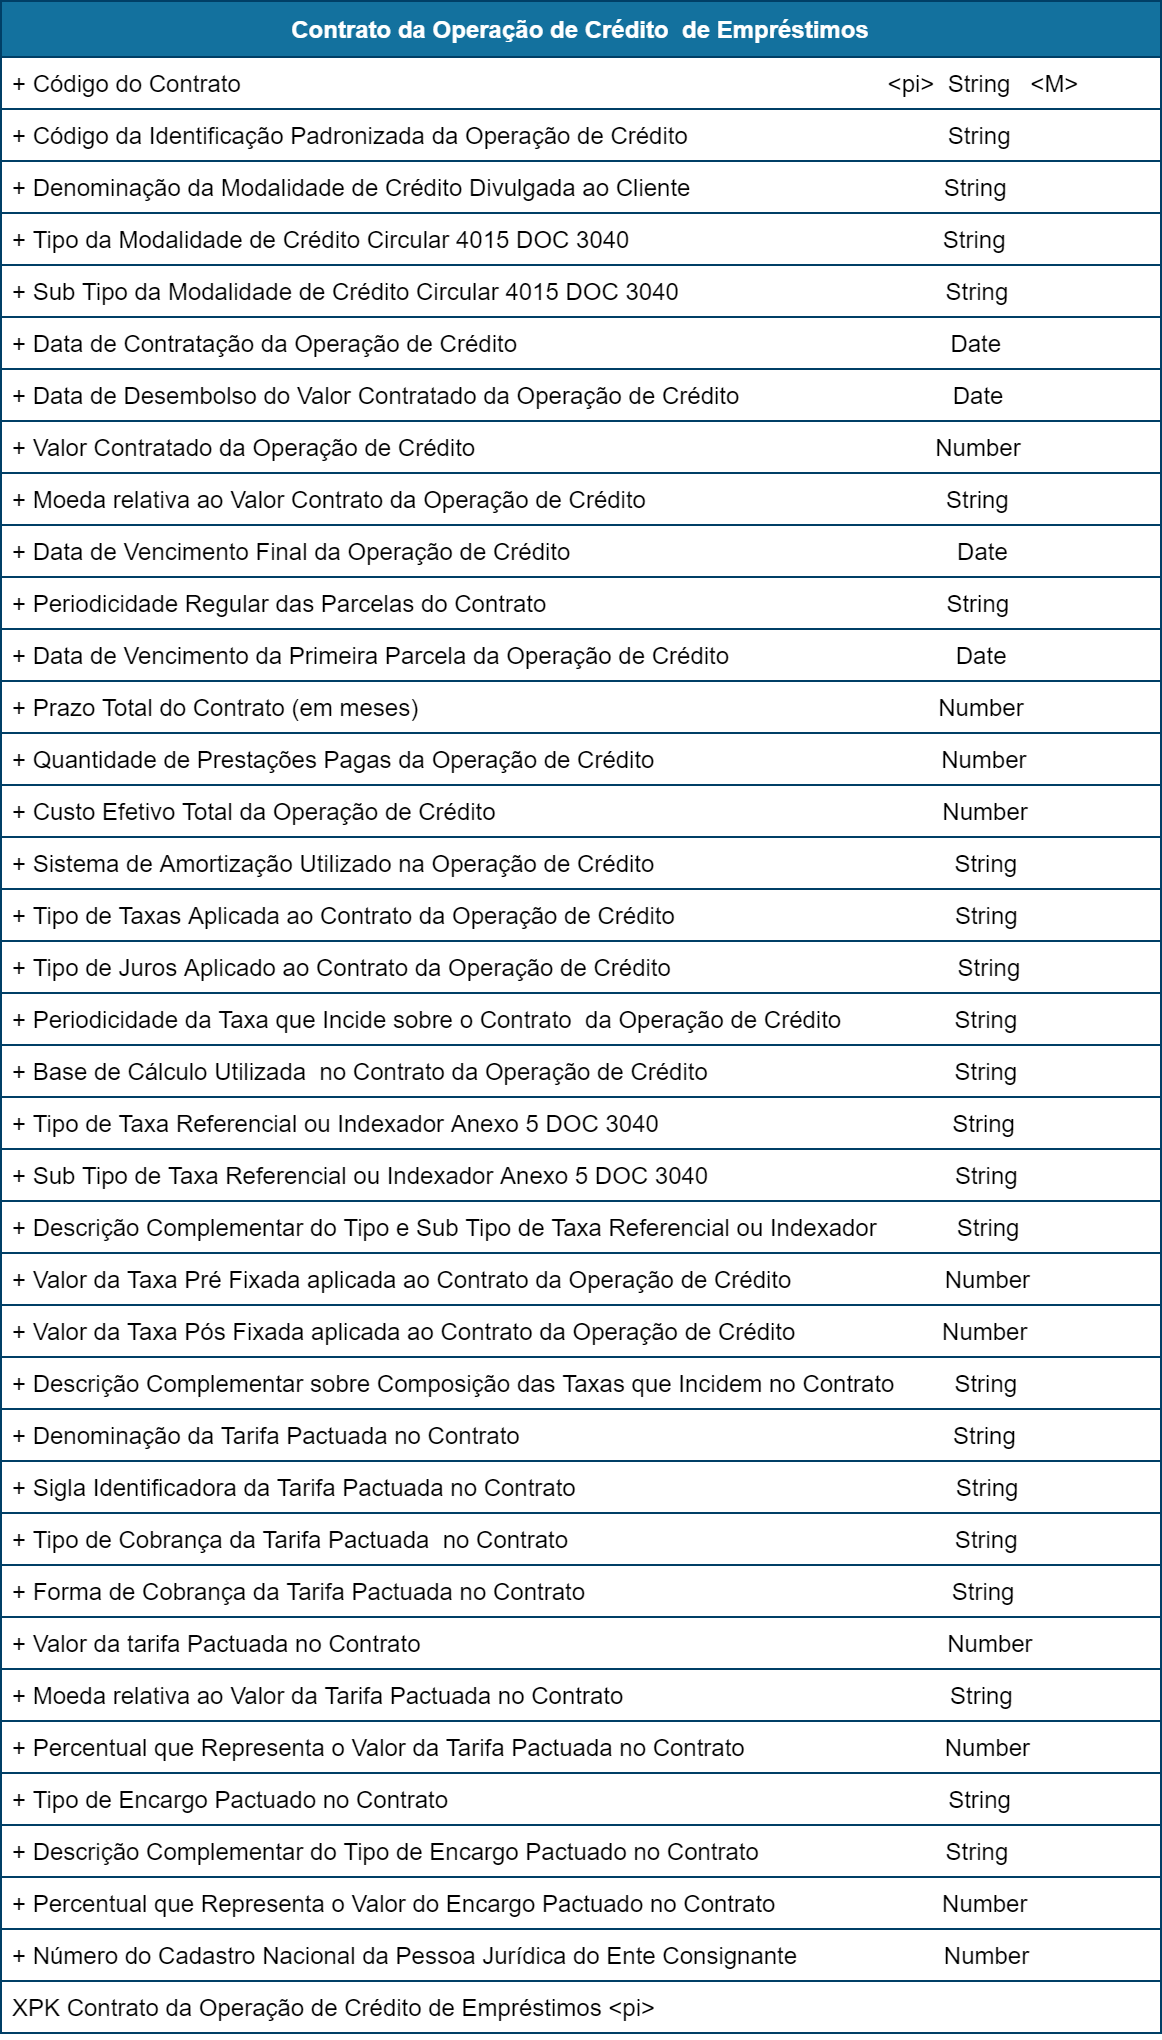 Contrato da Operação de Crédito  de Empréstimos
+ Código do Contrato <pi> String <M>
+ Código da Identificação Padronizada da Operação de Crédito String
+ Denominação da Modalidade de Crédito Divulgada ao Cliente String
+ Tipo da Modalidade de Crédito Circular 4015 DOC 3040 String
+ Sub Tipo da Modalidade de Crédito Circular 4015 DOC 3040 String
+ Data de Contratação da Operação de Crédito Date
+ Data de Desembolso do Valor Contratado da Operação de Crédito Date
+ Valor Contratado da Operação de Crédito Number
+ Moeda relativa ao Valor Contrato da Operação de Crédito String
+ Data de Vencimento Final da Operação de Crédito Date
+ Periodicidade Regular das Parcelas do Contrato String
+ Data de Vencimento da Primeira Parcela da Operação de Crédito Date
+ Prazo Total do Contrato (em meses) Number
+ Quantidade de Prestações Pagas da Operação de Crédito Number
+ Custo Efetivo Total da Operação de Crédito Number
+ Sistema de Amortização Utilizado na Operação de Crédito String
+ Tipo de Taxas Aplicada ao Contrato da Operação de Crédito String
+ Tipo de Juros Aplicado ao Contrato da Operação de Crédito String
+ Periodicidade da Taxa que Incide sobre o Contrato  da Operação de Crédito String
+ Base de Cálculo Utilizada  no Contrato da Operação de Crédito String
+ Tipo de Taxa Referencial ou Indexador Anexo 5 DOC 3040 String
+ Sub Tipo de Taxa Referencial ou Indexador Anexo 5 DOC 3040 String
+ Descrição Complementar do Tipo e Sub Tipo de Taxa Referencial ou Indexador String
+ Valor da Taxa Pré Fixada aplicada ao Contrato da Operação de Crédito Number
+ Valor da Taxa Pós Fixada aplicada ao Contrato da Operação de Crédito Number
+ Descrição Complementar sobre Composição das Taxas que Incidem no Contrato String
+ Denominação da Tarifa Pactuada no Contrato String
+ Sigla Identificadora da Tarifa Pactuada no Contrato String
+ Tipo de Cobrança da Tarifa Pactuada  no Contrato String
+ Forma de Cobrança da Tarifa Pactuada no Contrato String
+ Valor da tarifa Pactuada no Contrato Number
+ Moeda relativa ao Valor da Tarifa Pactuada no Contrato String
+ Percentual que Representa o Valor da Tarifa Pactuada no Contrato Number
+ Tipo de Encargo Pactuado no Contrato String
+ Descrição Complementar do Tipo de Encargo Pactuado no Contrato String
+ Percentual que Representa o Valor do Encargo Pactuado no Contrato Number
+ Número do Cadastro Nacional da Pessoa Jurídica do Ente Consignante Number
XPK Contrato da Operação de Crédito de Empréstimos <pi>